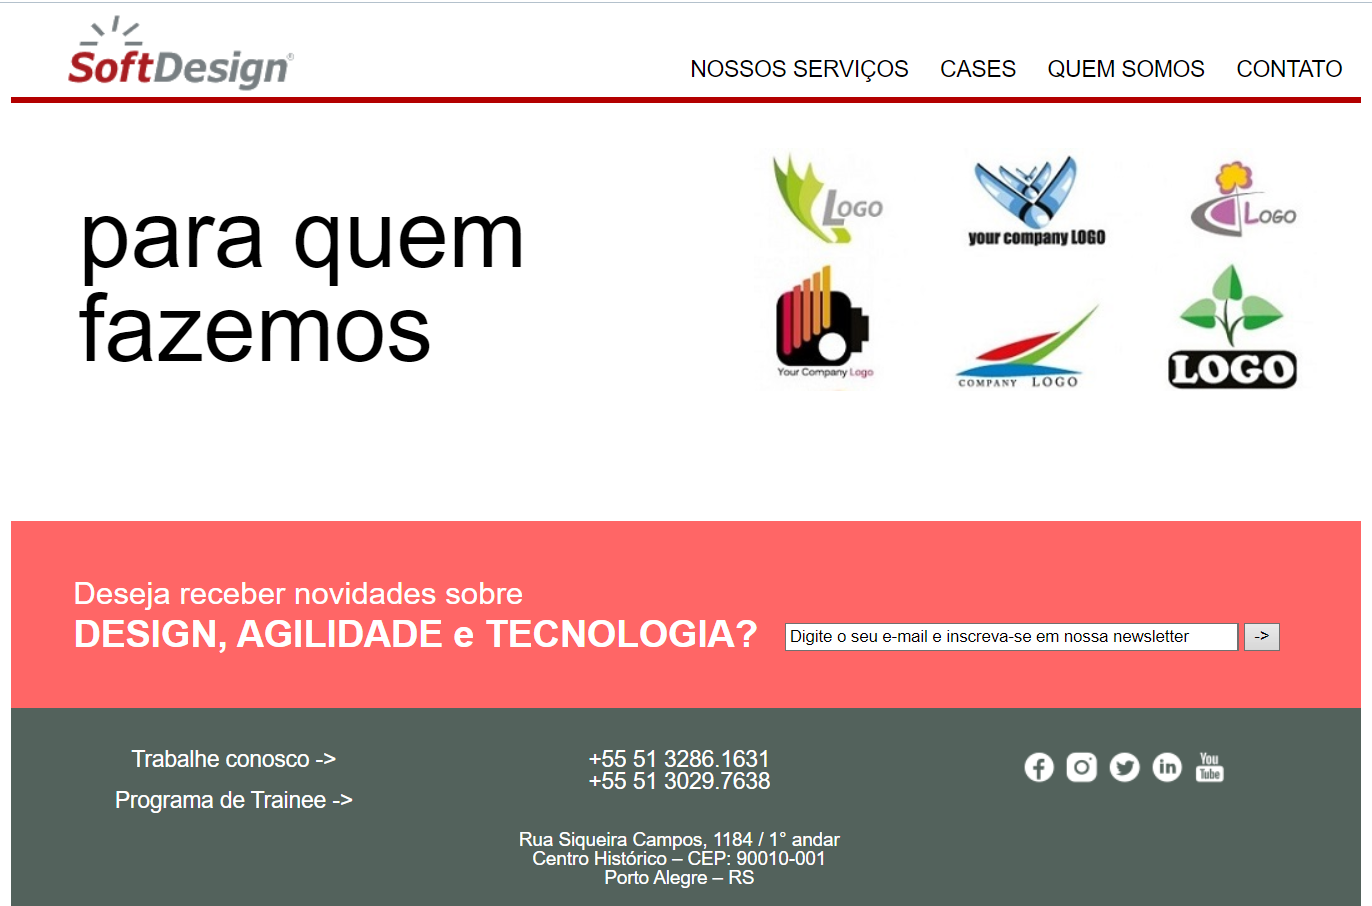 SoftDesign®
NOSSOS SERVIÇOS CASES QUEM SOMOS CONTATO
para quem
fazemos
LOGO
your company LOGO
LOGO
Your Company Logo
COMPANY LOGO
LOGO
Deseja receber novidades sobre
DESIGN, AGILIDADE e TECNOLOGIA?
Digite o seu e-mail e inscreva-se em nossa newsletter ->
Trabalhe conosco ->
Programa de Trainee ->
+55 51 3286.1631
+55 51 3029.7638
Rua Siqueira Campos, 1184 / 1° andar
Centro Histórico – CEP: 90010-001
Porto Alegre – RS
f
in
You
Tube